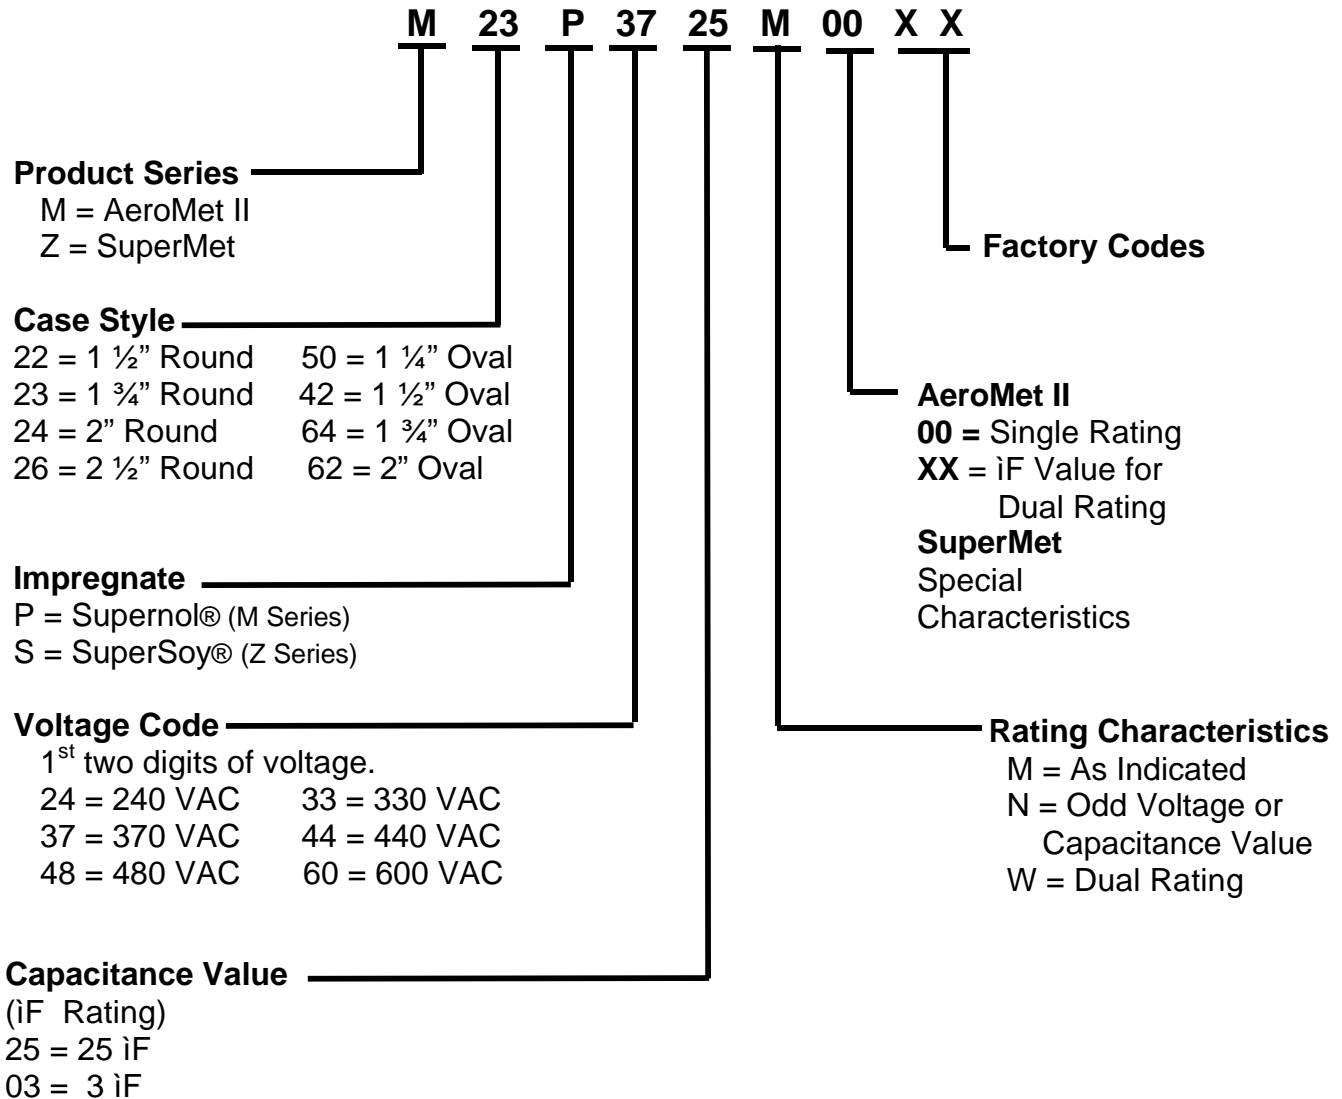 M 23 P 37 25 M 00 X X
Product Series
M = AeroMet II
Z = SuperMet
Factory Codes
Case Style
22 = 1 ½” Round 50 = 1 ¼” Oval
23 = 1 ¾” Round 42 = 1 ½” Oval
24 = 2” Round 64 = 1 ¾” Oval
26 = 2 ½” Round 62 = 2” Oval
AeroMet II
00 = Single Rating
XX = ìF Value for
Dual Rating
SuperMet
Special
Characteristics
Impregnate
P = Supernol® (M Series)
S = SuperSoy® (Z Series)
Voltage Code
1st two digits of voltage.
24 = 240 VAC 33 = 330 VAC
37 = 370 VAC 44 = 440 VAC
48 = 480 VAC 60 = 600 VAC
Rating Characteristics
M = As Indicated
N = Odd Voltage or
Capacitance Value
W = Dual Rating
Capacitance Value
(ìF Rating)
25 = 25 ìF
03 = 3 ìF